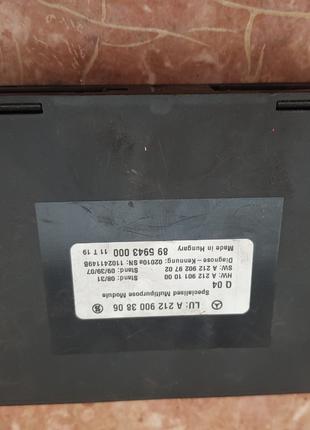 LU: A 212 900 38 06
Specialised Multipurpose Module
Q 04
HW: A 212 901 10 00 Stand: 08/31
SW: A 212 902 97 02 Stand: 09/39/07
Diagnose - Kennung: 02010a SN: 1102411498
89 5943 000 11 T 19
Made in Hungary